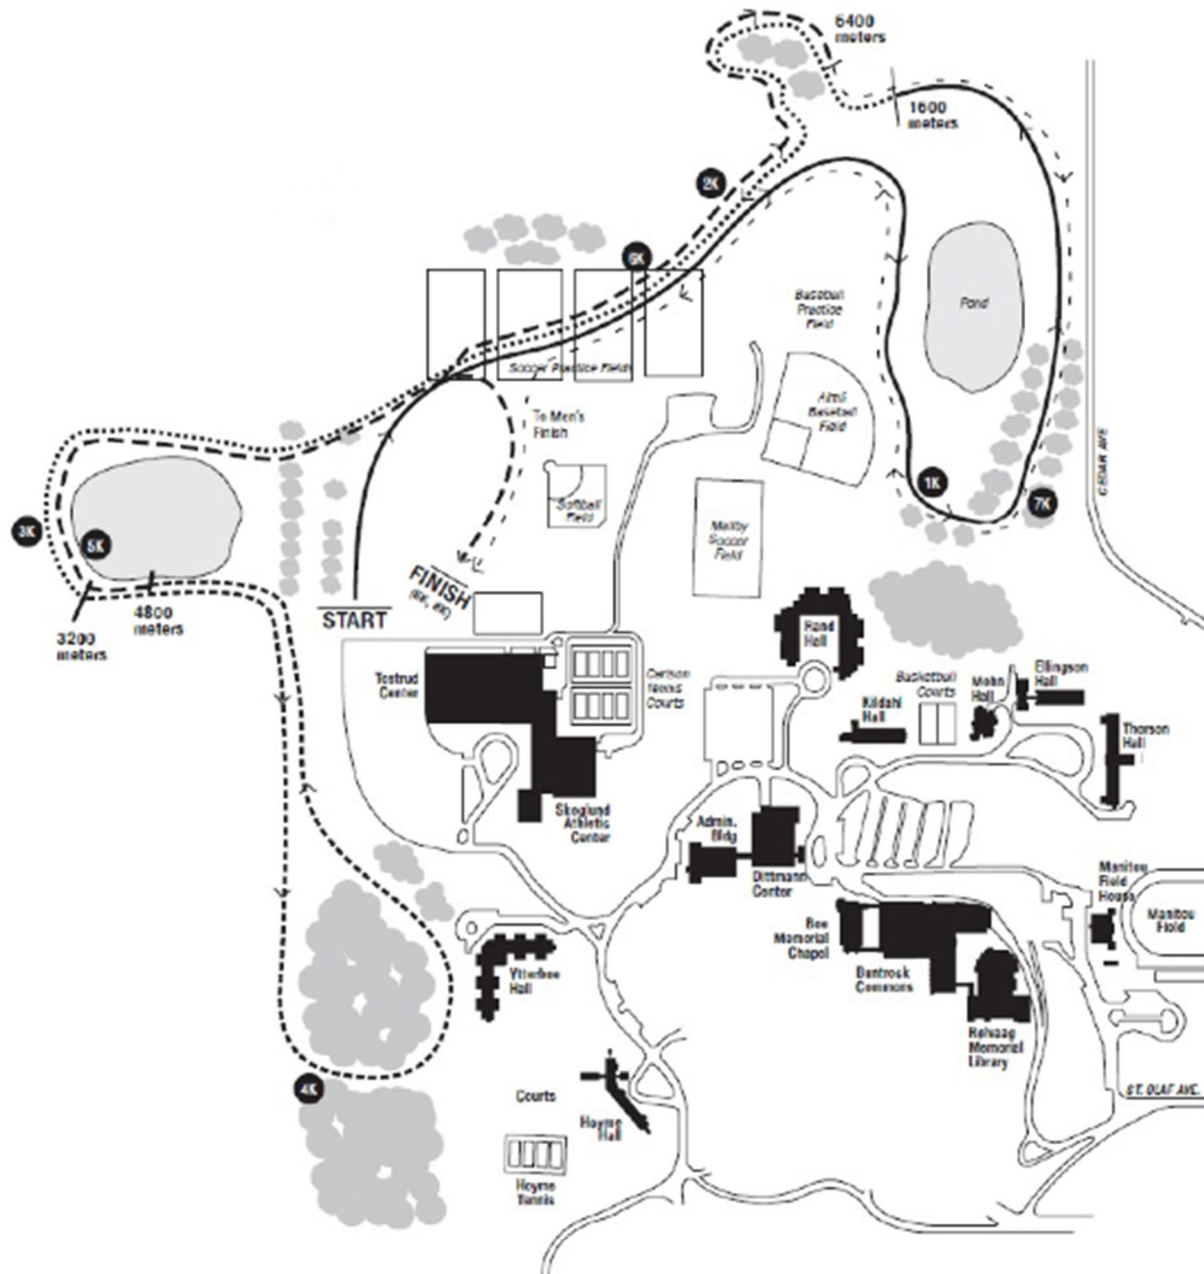 6400
meters
1600
meters
2K
6K
Pond
Baseball
Practice
Field
Soccer Practice Fields
Baseball
Field
To Men's
Finish
CEDAR AVE
1K
7K
Softball
Field
3K
5K
Soccer
Field
FINISH
START
4800
meters
3200
meters
Rand
Hall
Tostrud
Center
Carlson
Tennis
Courts
Basketball
Courts
Mohn
Hall
Ellingson
Hall
Kildahl
Hall
Thorson
Hall
Skoglund
Athletic
Center
Admin.
Bldg
Dittmann
Center
Manitou
Field
House
Manitou
Field
Boe
Memorial
Chapel
Buntrock
Commons
Ytterboe
Hall
Rølvaag
Memorial
Library
4K
Courts
Hoyme
Hall
ST. OLAF AVE.
Hoyme
Tennis